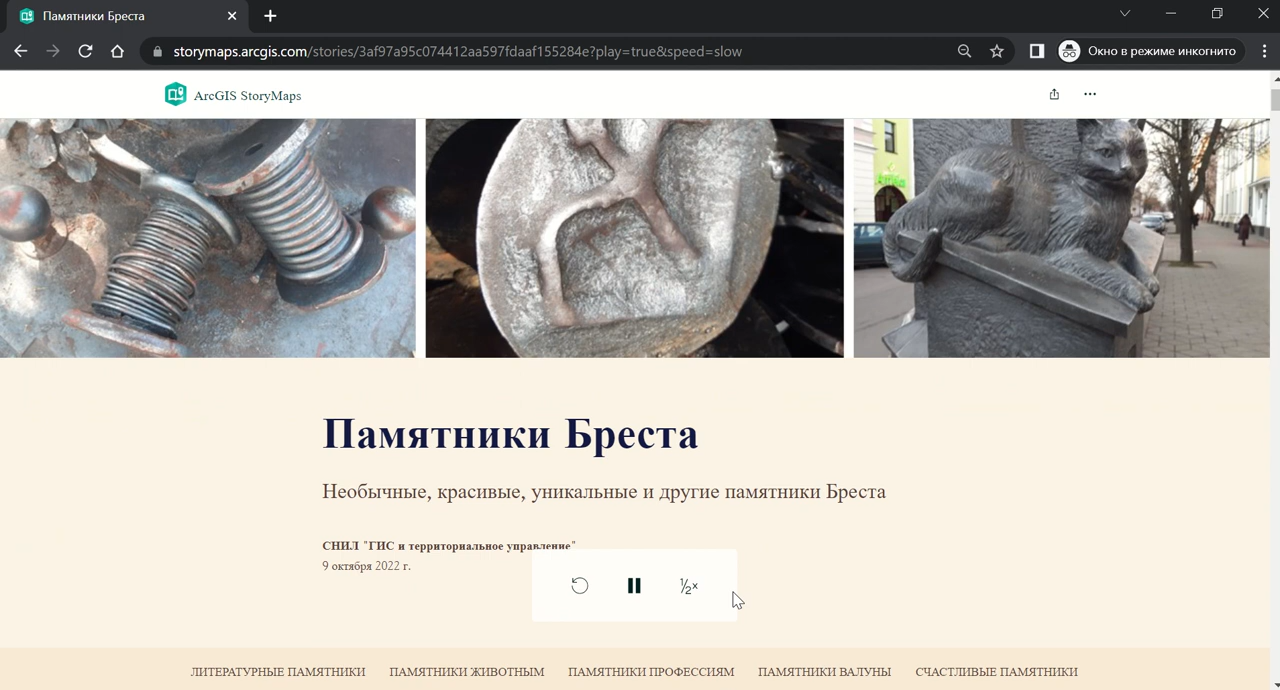 Памятники Бреста
storymaps.arcgis.com/stories/3af97a95c074412aa597fdaaf155284e?play=true&speed=slow
Окно в режиме инкогнито
ArcGIS StoryMaps
Памятники Бреста
Необычные, красивые, уникальные и другие памятники Бреста
СНИЛ "ГИС и территориальное управление"
9 октября 2022 г.
½×
ЛИТЕРАТУРНЫЕ ПАМЯТНИКИ ПАМЯТНИКИ ЖИВОТНЫМ ПАМЯТНИКИ ПРОФЕССИЯМ ПАМЯТНИКИ ВАЛУНЫ СЧАСТЛИВЫЕ ПАМЯТНИКИ